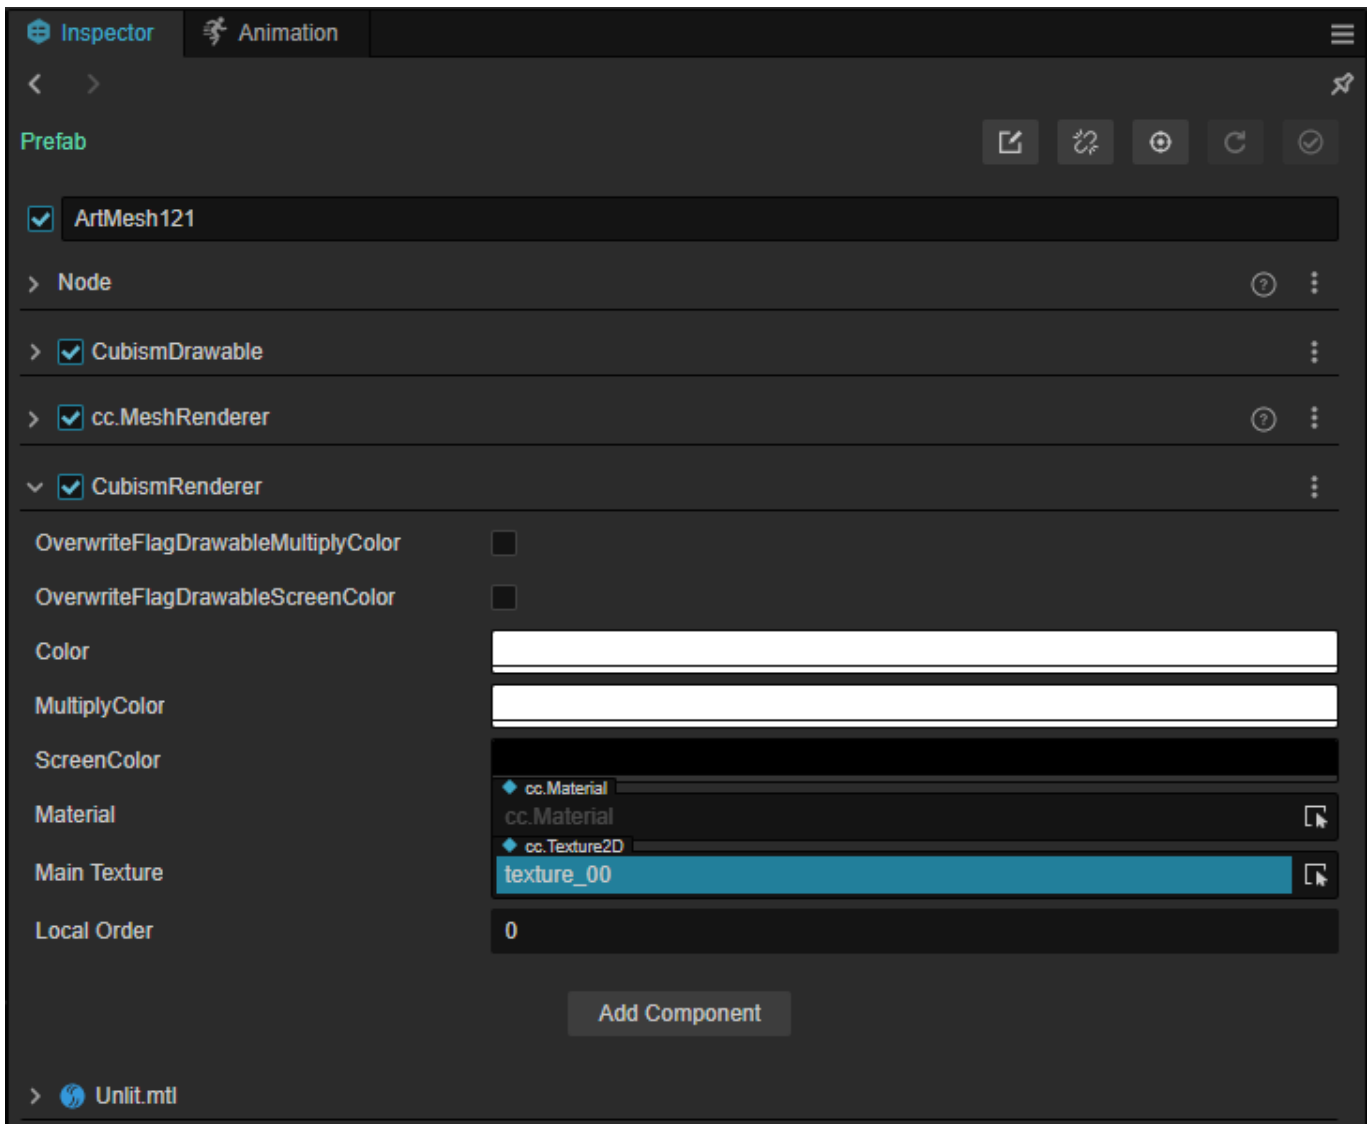 Inspector Animation
Prefab
ArtMesh121
Node
CubismDrawable
cc.MeshRenderer
CubismRenderer
OverwriteFlagDrawableMultiplyColor
OverwriteFlagDrawableScreenColor
Color
MultiplyColor
ScreenColor
cc.Material
Material cc.Material
cc.Texture2D
Main Texture texture_00
Local Order 0
Add Component
Unlit.mtl